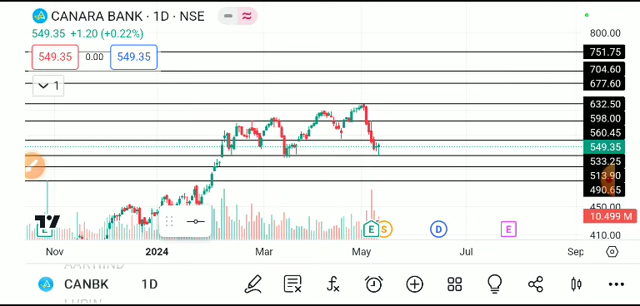 CANARA BANK · 1D · NSE
549.35 +1.20 (+0.22%)
549.35 0.00 549.35
1
800.00
751.75
704.60
677.60
632.50
598.00
560.45
549.35
533.25
513.90
490.65
450.00
10.499 M
410.00
E S D E
Nov 2024 Mar May Jul Sep
CANBK 1D